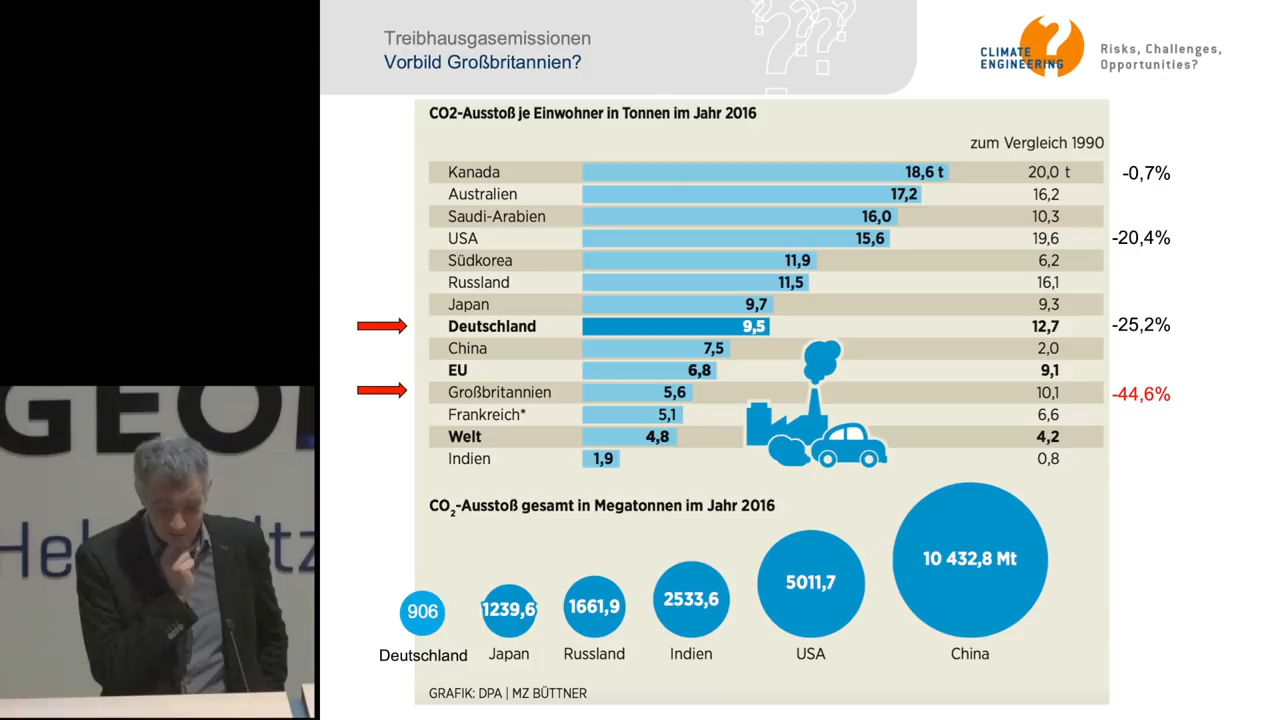 Treibhausgasemissionen
Vorbild Großbritannien?
CLIMATE
ENGINEERING
Risks, Challenges,
Opportunities?
CO2-Ausstoß je Einwohner in Tonnen im Jahr 2016
zum Vergleich 1990
Kanada 18,6 t 20,0 t -0,7%
Australien 17,2 16,2
Saudi-Arabien 16,0 10,3
USA 15,6 19,6 -20,4%
Südkorea 11,9 6,2
Russland 11,5 16,1
Japan 9,7 9,3
Deutschland 9,5 12,7 -25,2%
China 7,5 2,0
EU 6,8 9,1
Großbritannien 5,6 10,1 -44,6%
Frankreich* 5,1 6,6
Welt 4,8 4,2
Indien 1,9 0,8
CO₂-Ausstoß gesamt in Megatonnen im Jahr 2016
906 1239,6 1661,9 2533,6 5011,7 10 432,8 Mt
Deutschland Japan Russland Indien USA China
GRAFIK: DPA | MZ BÜTTNER
GEO
Hel tz